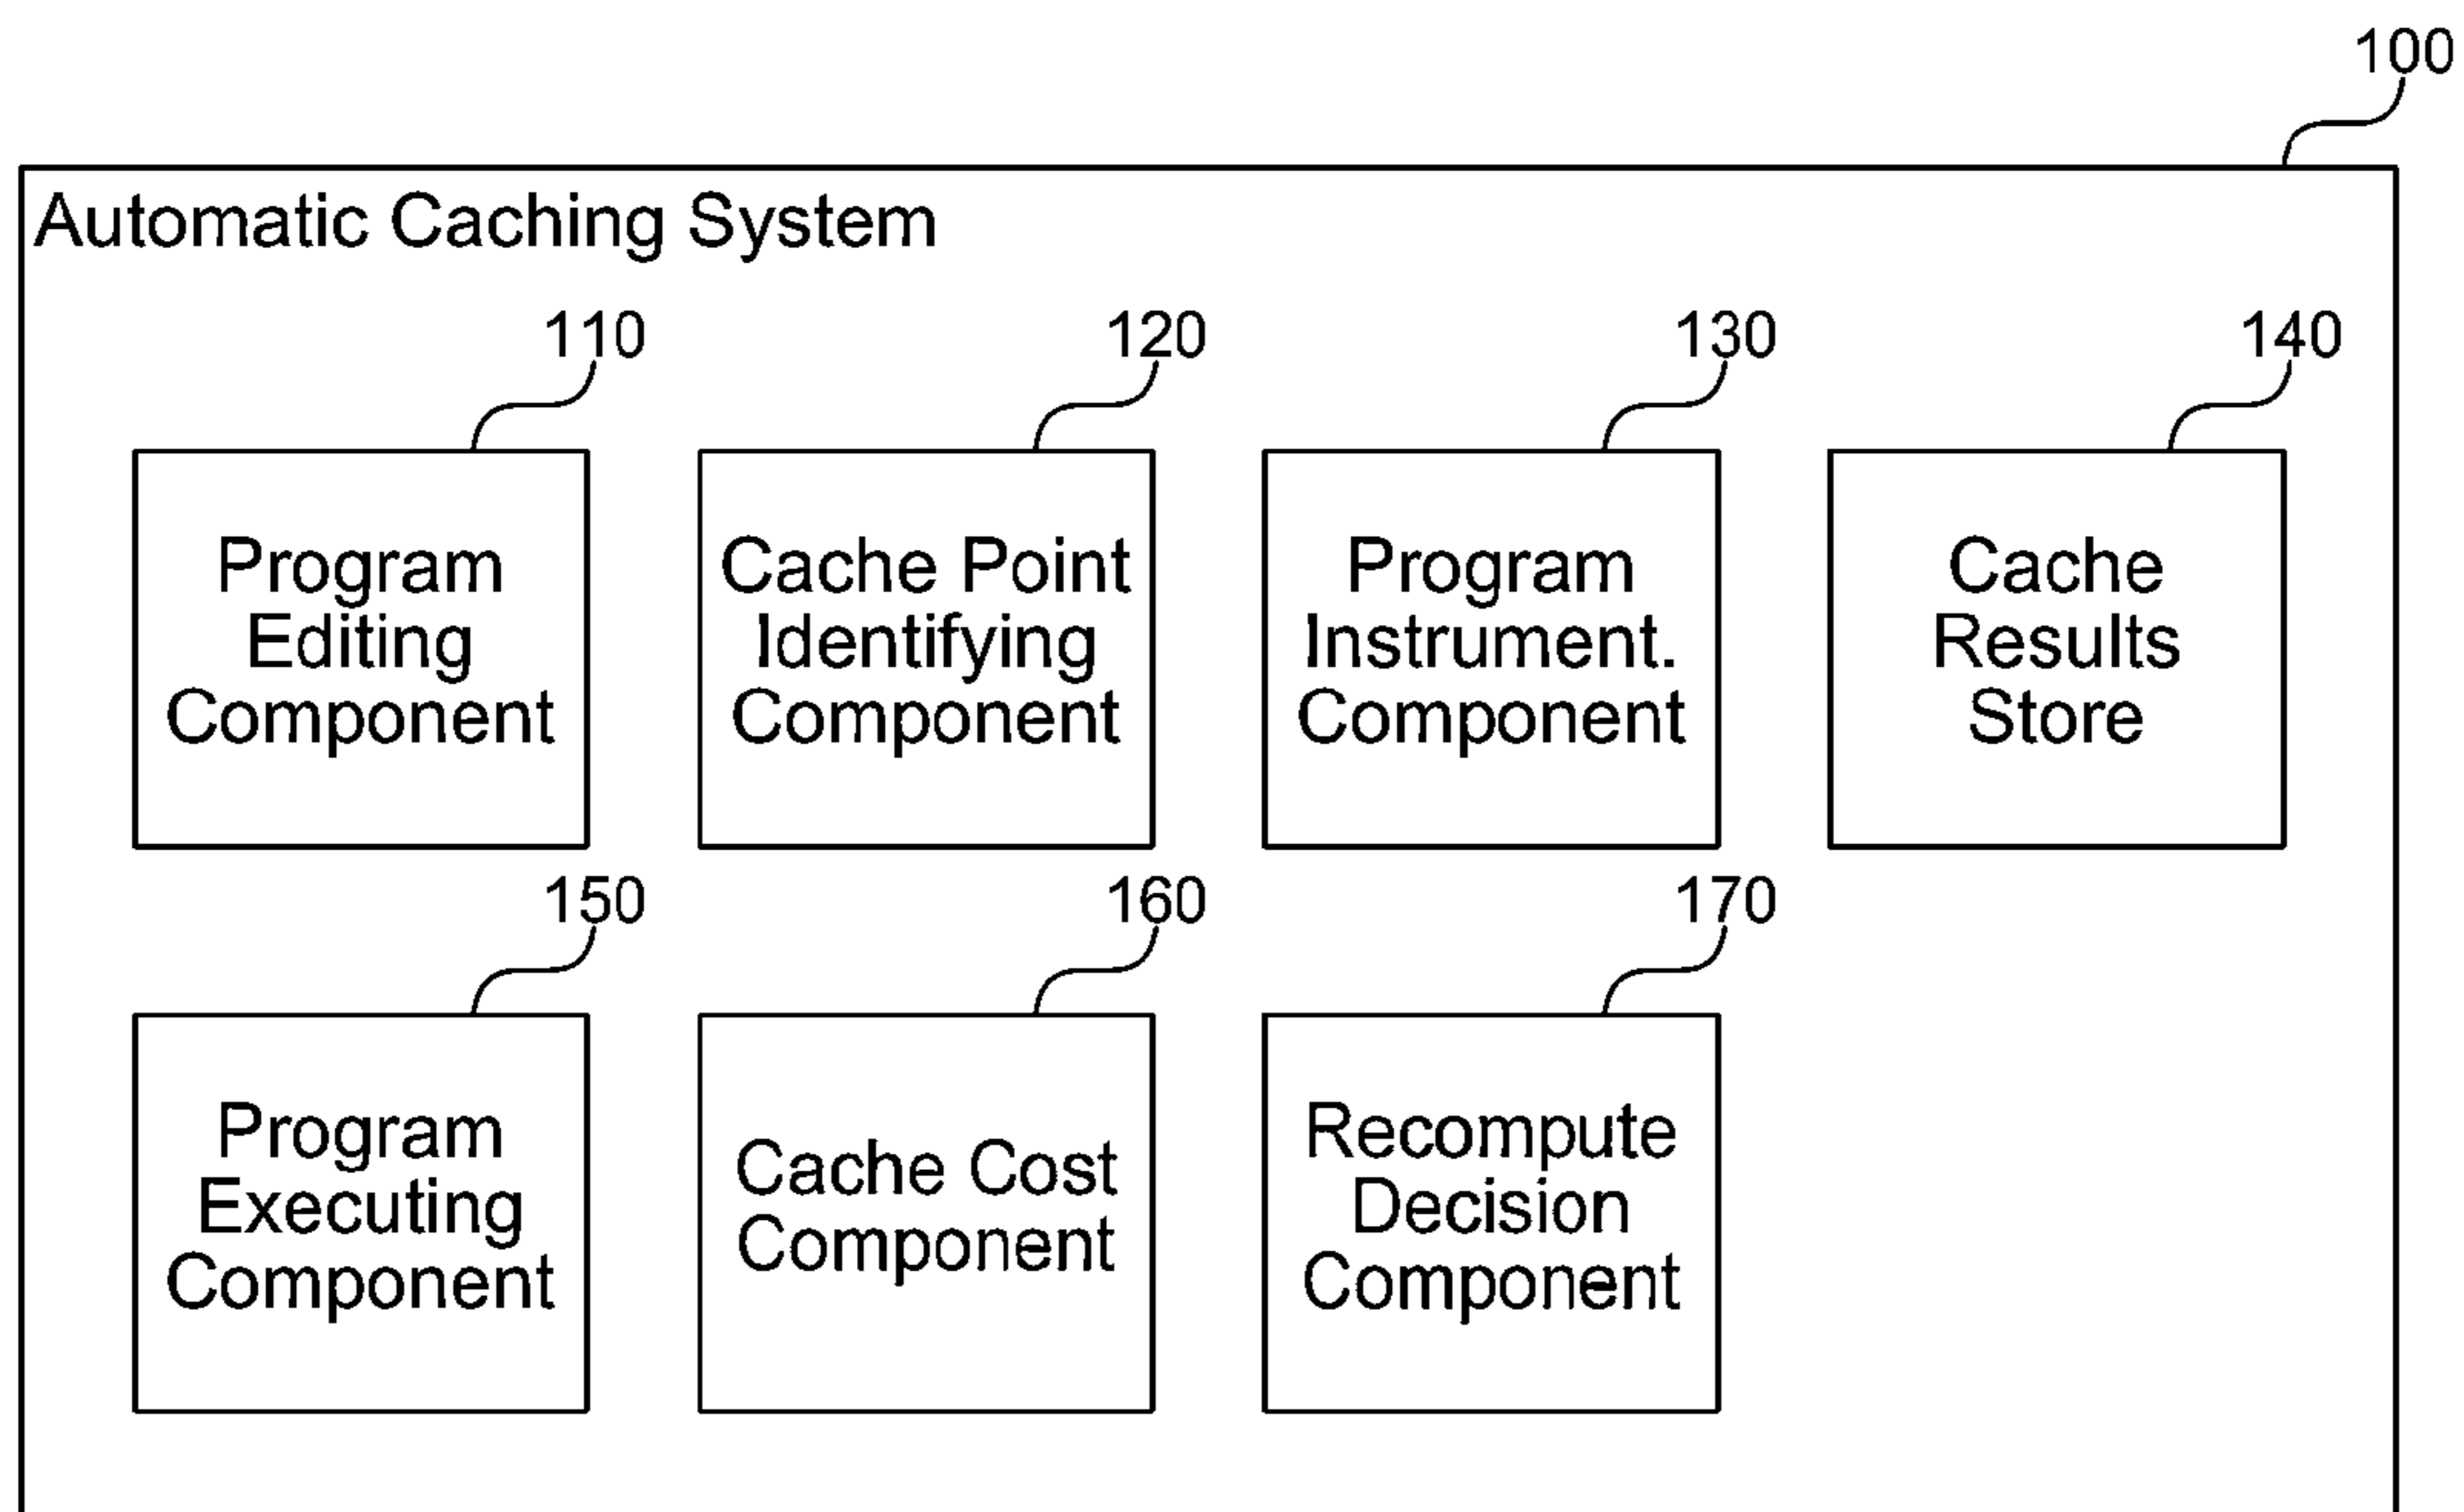 100
Automatic Caching System
110
120
130
140
Program
Editing
Component
Cache Point
Identifying
Component
Program
Instrument.
Component
Cache
Results
Store
150
160
170
Program
Executing
Component
Cache Cost
Component
Recompute
Decision
Component